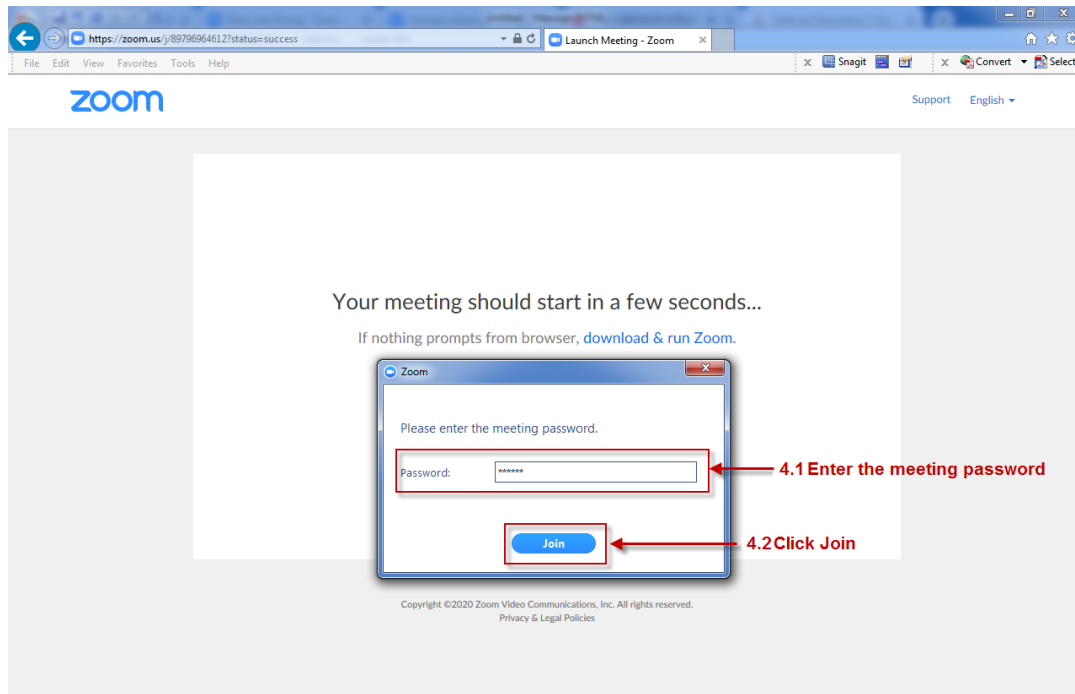 https://zoom.us/j/89796964612?status=success
Launch Meeting - Zoom
File Edit View Favorites Tools Help
Snagit
Convert
Select
zoom
Support English
Your meeting should start in a few seconds...
If nothing prompts from browser, download & run Zoom.
Zoom
Please enter the meeting password.
Password: ******
4.1 Enter the meeting password
Join
4.2 Click Join
Copyright ©2020 Zoom Video Communications, Inc. All rights reserved.
Privacy & Legal Policies